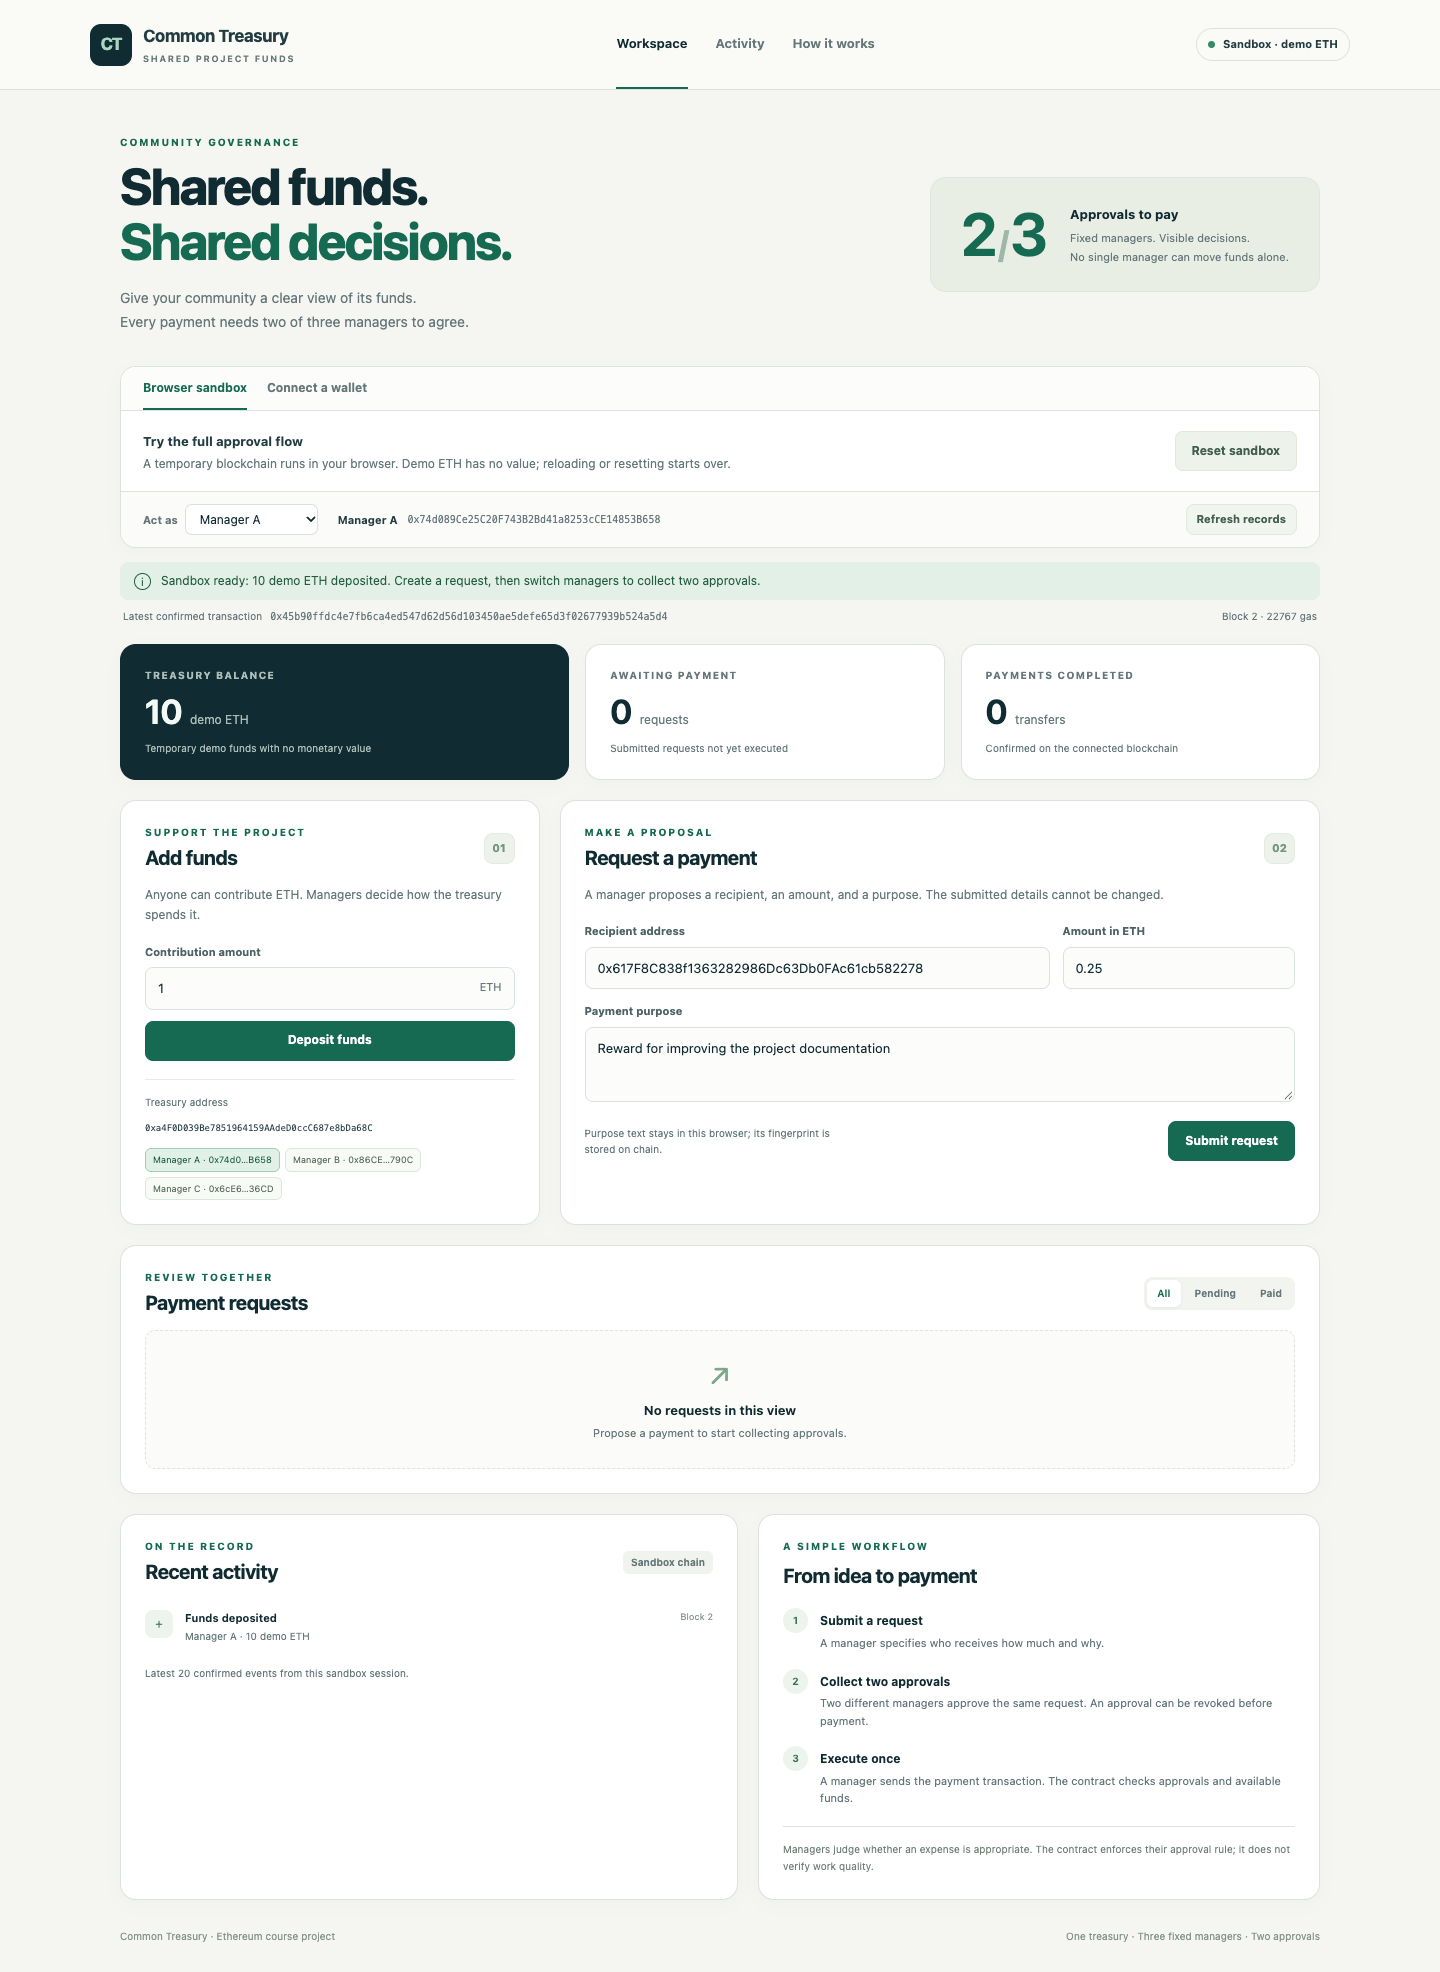 CT
Common Treasury
SHARED PROJECT FUNDS
Workspace
Activity
How it works
Sandbox · demo ETH
COMMUNITY GOVERNANCE
Shared funds.
Shared decisions.
Give your community a clear view of its funds.
Every payment needs two of three managers to agree.
2/3
Approvals to pay
Fixed managers. Visible decisions.
No single manager can move funds alone.
Browser sandbox
Connect a wallet
Try the full approval flow
A temporary blockchain runs in your browser. Demo ETH has no value; reloading or resetting starts over.
Reset sandbox
Act as
Manager A
Manager A 0x74d089Ce25C20F743B2Bd41a8253cCE14853B658
Refresh records
Sandbox ready: 10 demo ETH deposited. Create a request, then switch managers to collect two approvals.
Latest confirmed transaction 0x45b90ffdc4e7fb6ca4ed547d62d56d103450ae5defe65d3f02677939b524a5d4
Block 2 · 22767 gas
TREASURY BALANCE
10 demo ETH
Temporary demo funds with no monetary value
AWAITING PAYMENT
0 requests
Submitted requests not yet executed
PAYMENTS COMPLETED
0 transfers
Confirmed on the connected blockchain
SUPPORT THE PROJECT
Add funds
01
Anyone can contribute ETH. Managers decide how the treasury
spends it.
Contribution amount
1
ETH
Deposit funds
Treasury address
0xa4F0D039Be7851964159AAdeD0ccC687e8bDa68C
Manager A · 0x74d0…B658
Manager B · 0x86CE…790C
Manager C · 0x6cE6…36CD
MAKE A PROPOSAL
Request a payment
02
A manager proposes a recipient, an amount, and a purpose. The submitted details cannot be changed.
Recipient address
0x617F8C838f1363282986Dc63Db0FAc61cb582278
Amount in ETH
0.25
Payment purpose
Reward for improving the project documentation
Purpose text stays in this browser; its fingerprint is
stored on chain.
Submit request
REVIEW TOGETHER
Payment requests
All
Pending
Paid
No requests in this view
Propose a payment to start collecting approvals.
ON THE RECORD
Recent activity
Sandbox chain
+
Funds deposited
Manager A · 10 demo ETH
Block 2
Latest 20 confirmed events from this sandbox session.
A SIMPLE WORKFLOW
From idea to payment
1
Submit a request
A manager specifies who receives how much and why.
2
Collect two approvals
Two different managers approve the same request. An approval can be revoked before
payment.
3
Execute once
A manager sends the payment transaction. The contract checks approvals and available
funds.
Managers judge whether an expense is appropriate. The contract enforces their approval rule; it does not
verify work quality.
Common Treasury · Ethereum course project
One treasury · Three fixed managers · Two approvals